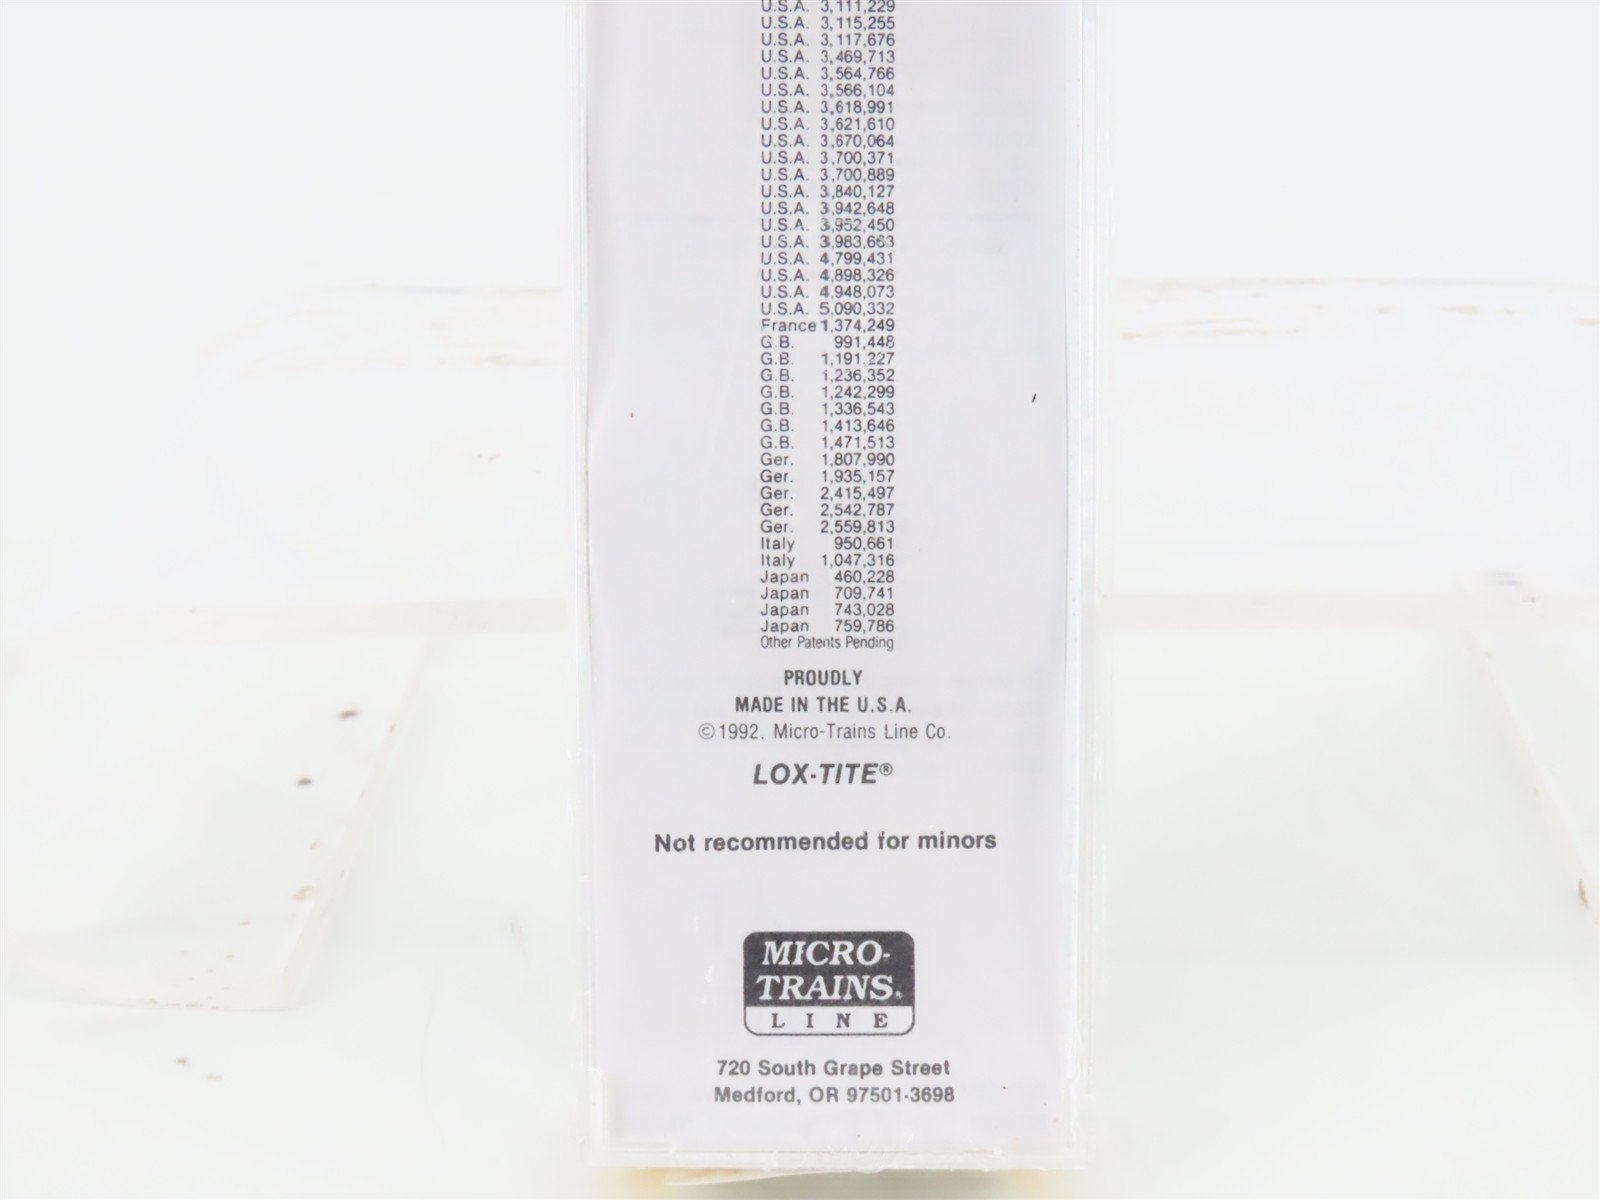 U.S.A. 3,111,229
U.S.A. 3,115,255
U.S.A. 3,117,676
U.S.A. 3,469,713
U.S.A. 3,564,766
U.S.A. 3,566,104
U.S.A. 3,618,991
U.S.A. 3,621,610
U.S.A. 3,670,064
U.S.A. 3,700,371
U.S.A. 3,700,889
U.S.A. 3,840,127
U.S.A. 3,942,648
U.S.A. 3,952,450
U.S.A. 3,983,663
U.S.A. 4,799,431
U.S.A. 4,898,326
U.S.A. 4,948,073
U.S.A. 5,090,332
France 1,374,249
G.B. 991,448
G.B. 1,191,227
G.B. 1,236,352
G.B. 1,242,299
G.B. 1,336,543
G.B. 1,413,646
G.B. 1,471,513
Ger. 1,807,990
Ger. 1,935,157
Ger. 2,415,497
Ger. 2,542,787
Ger. 2,559,813
Italy 950,661
Italy 1,047,316
Japan 460,228
Japan 709,741
Japan 743,028
Japan 759,786
Other Patents Pending
PROUDLY
MADE IN THE U.S.A.
©1992. Micro-Trains Line Co.
LOX-TITE®
Not recommended for minors
MICRO-
TRAINS®
LINE
720 South Grape Street
Medford, OR 97501-3698